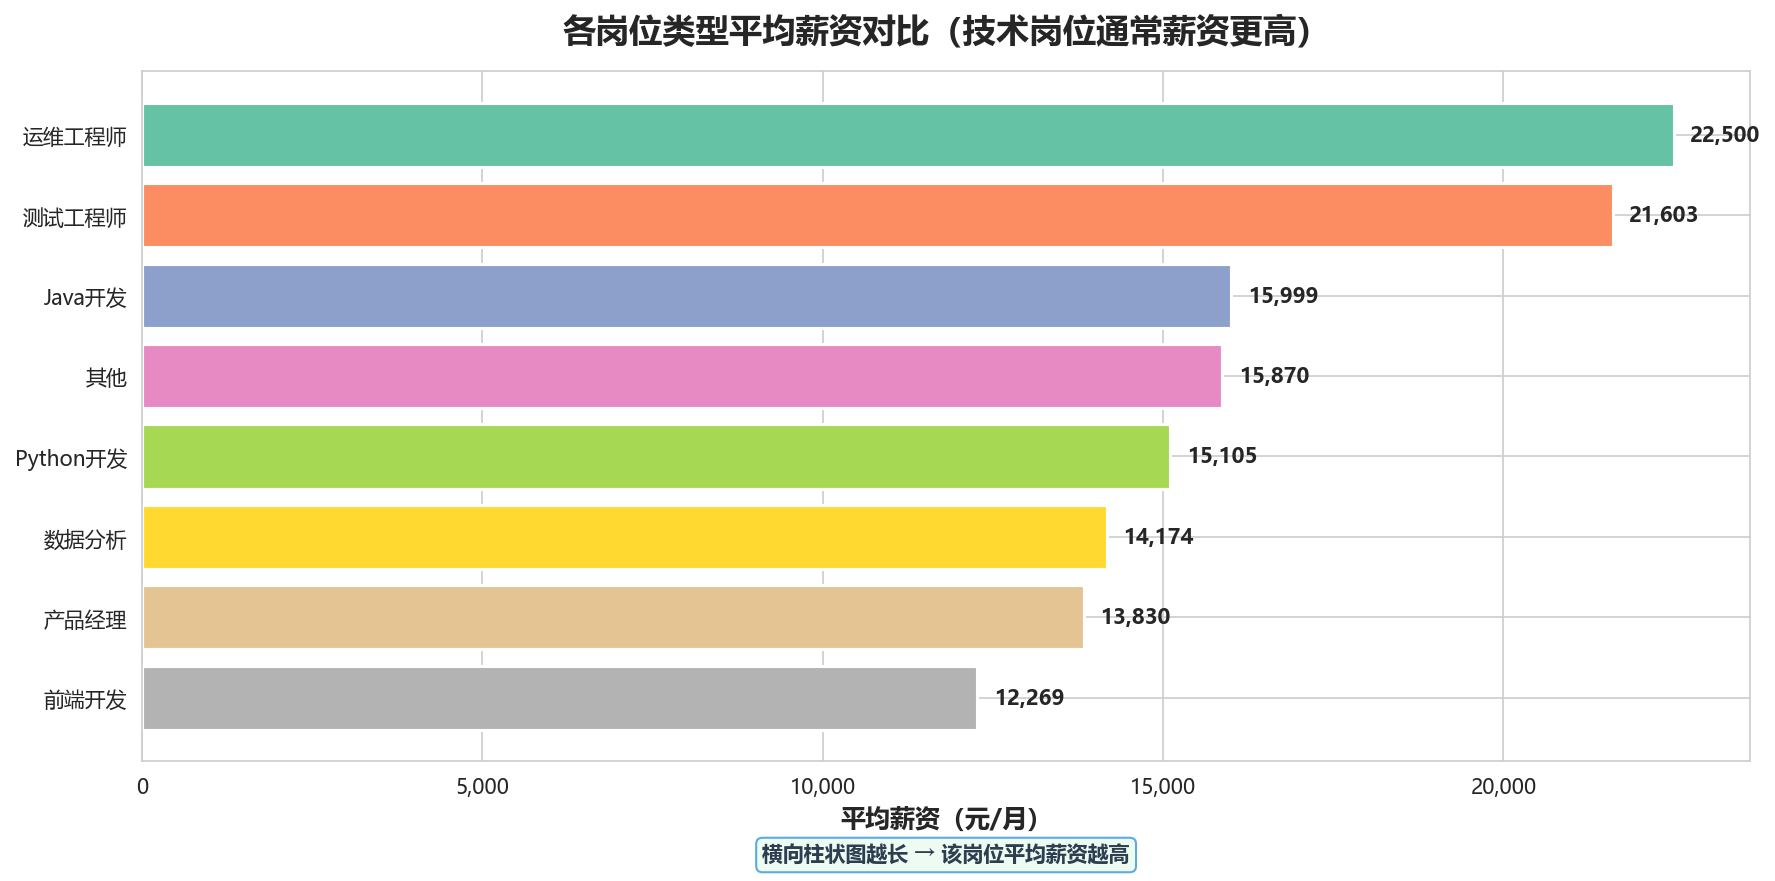 各岗位类型平均薪资对比（技术岗位通常薪资更高）
运维工程师 22,500
测试工程师 21,603
Java开发 15,999
其他 15,870
Python开发 15,105
数据分析 14,174
产品经理 13,830
前端开发 12,269
0 5,000 10,000 15,000 20,000
平均薪资（元/月）
横向柱状图越长 → 该岗位平均薪资越高